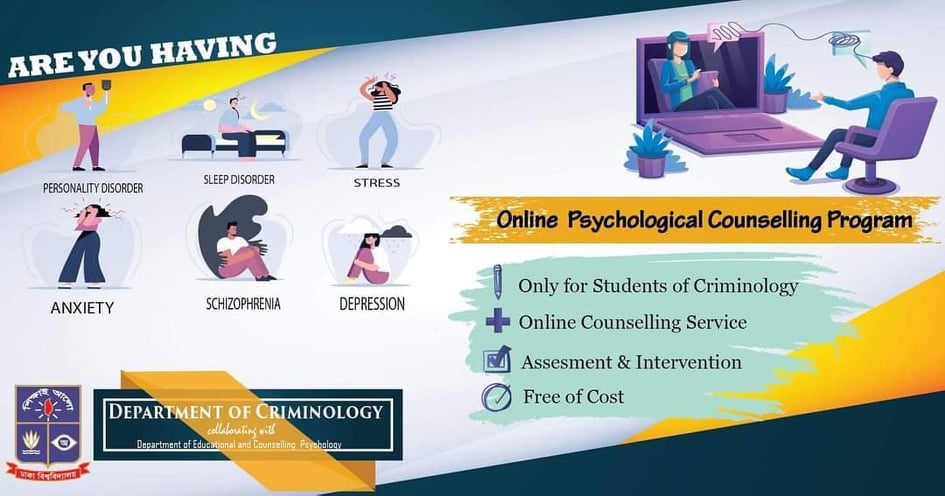 ARE YOU HAVING
PERSONALITY DISORDER
SLEEP DISORDER
STRESS
ANXIETY
SCHIZOPHRENIA
DEPRESSION
Online Psychological Counselling Program
Only for Students of Criminology
Online Counselling Service
Assesment & Intervention
Free of Cost
শিক্ষাই আলো
ঢাকা বিশ্ববিদ্যালয়
DEPARTMENT OF CRIMINOLOGY
collaborating with
Department of Educational and Counselling Psychology